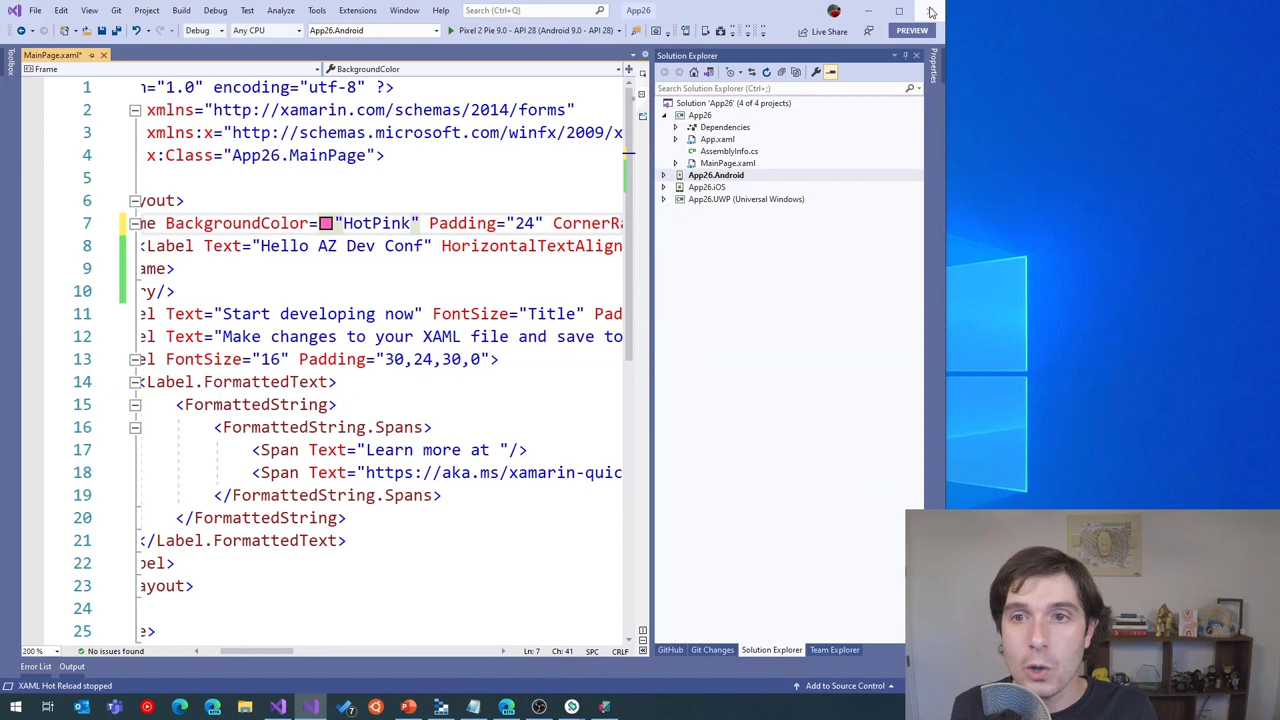 File Edit View Git Project Build Debug Test Analyze Tools Extensions Window Help Search (Ctrl+Q) App26
Debug Any CPU App26.Android Pixel 2 Pie 9.0 - API 28 (Android 9.0 - API 28) Live Share PREVIEW
Toolbox
MainPage.xaml*
Frame BackgroundColor
1 n="1.0" encoding="utf-8" ?>
2 xmlns="http://xamarin.com/schemas/2014/forms"
3 xmlns:x="http://schemas.microsoft.com/winfx/2009/x
4 x:Class="App26.MainPage">
5
6 yout>
7 me BackgroundColor="HotPink" Padding="24" CornerRa
8 <Label Text="Hello AZ Dev Conf" HorizontalTextAlign
9 ame>
10 ry/>
11 el Text="Start developing now" FontSize="Title" Pad
12 el Text="Make changes to your XAML file and save to
13 el FontSize="16" Padding="30,24,30,0">
14 <Label.FormattedText>
15 <FormattedString>
16 <FormattedString.Spans>
17 <Span Text="Learn more at "/>
18 <Span Text="https://aka.ms/xamarin-quic
19 </FormattedString.Spans>
20 </FormattedString>
21 </Label.FormattedText>
22 bel>
23 ayout>
24
25 e>
200 % No issues found Ln: 7 Ch: 41 SPC CRLF
Error List Output
XAML Hot Reload stopped
Solution Explorer
Search Solution Explorer (Ctrl+;)
Solution 'App26' (4 of 4 projects)
App26
Dependencies
App.xaml
AssemblyInfo.cs
MainPage.xaml
App26.Android
App26.iOS
App26.UWP (Universal Windows)
Properties
GitHub Git Changes Solution Explorer Team Explorer
Add to Source Control